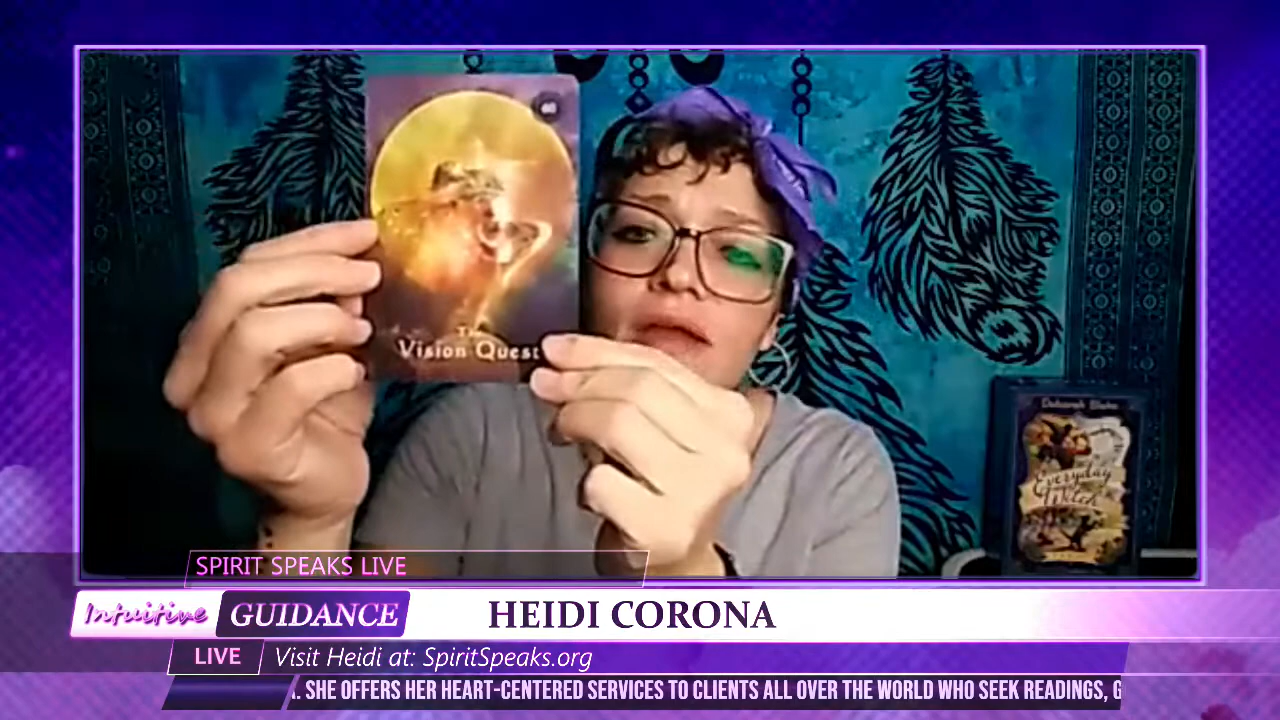 The
Vision Quest
Deborah Blake
Everyday
Witch
SPIRIT SPEAKS LIVE
Intuitive GUIDANCE
HEIDI CORONA
LIVE
Visit Heidi at: SpiritSpeaks.org
. SHE OFFERS HER HEART-CENTERED SERVICES TO CLIENTS ALL OVER THE WORLD WHO SEEK READINGS, G